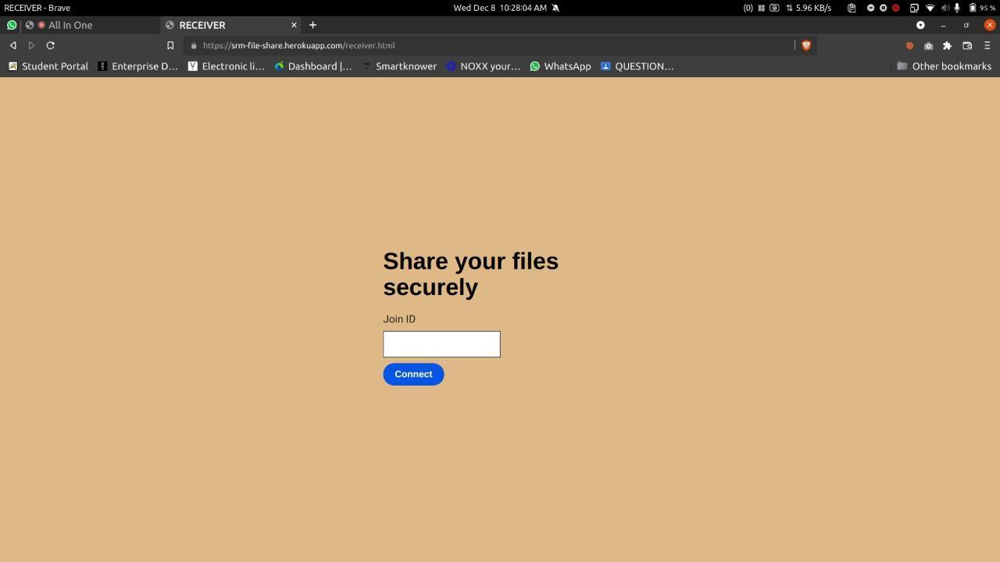 RECEIVER - Brave
Wed Dec 8 10:28:04 AM
(0)
5.96 KB/s
95 %
All In One
RECEIVER
https://srm-file-share.herokuapp.com/receiver.html
Student Portal
Enterprise D...
Electronic li...
Dashboard |...
Smartknower
NOXX your...
WhatsApp
QUESTION...
Other bookmarks
Share your files
securely
Join ID
Connect